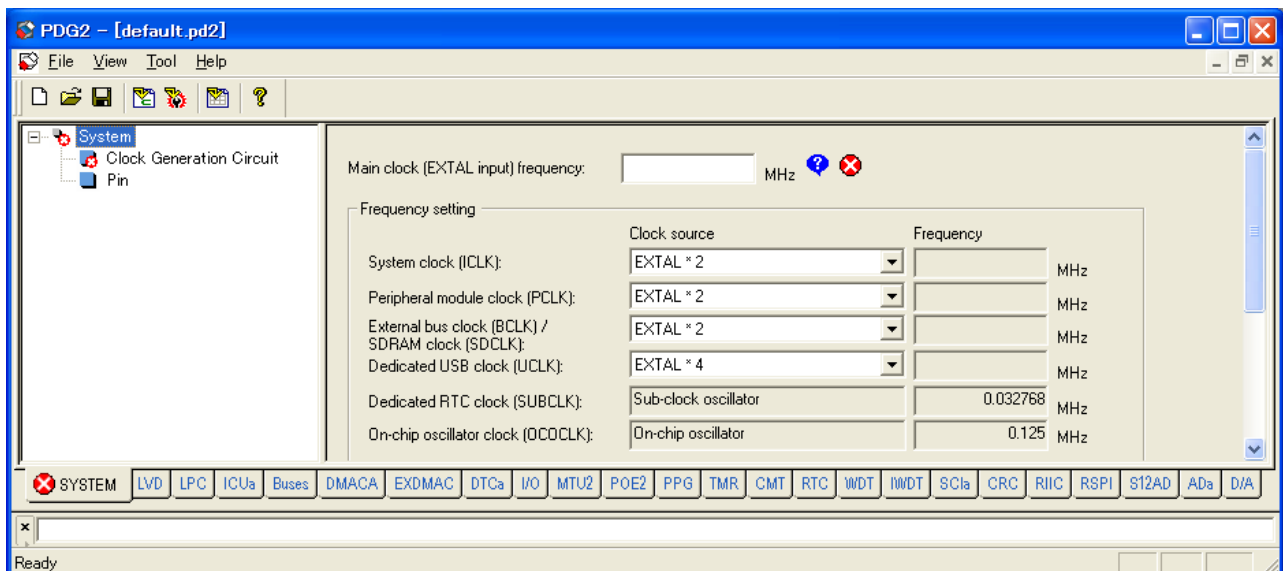 PDG2 – [default.pd2]
File View Tool Help
System
Clock Generation Circuit
Pin
Main clock (EXTAL input) frequency: MHz
Frequency setting
Clock source Frequency
System clock (ICLK): EXTAL * 2 MHz
Peripheral module clock (PCLK): EXTAL * 2 MHz
External bus clock (BCLK) /
SDRAM clock (SDCLK): EXTAL * 2 MHz
Dedicated USB clock (UCLK): EXTAL * 4 MHz
Dedicated RTC clock (SUBCLK): Sub-clock oscillator 0.032768 MHz
On-chip oscillator clock (OCOCLK): On-chip oscillator 0.125 MHz
SYSTEM LVD LPC ICUa Buses DMACA EXDMAC DTCa I/O MTU2 POE2 PPG TMR CMT RTC WDT IWDT SCIa CRC RIIC RSPI S12AD ADa D/A
Ready